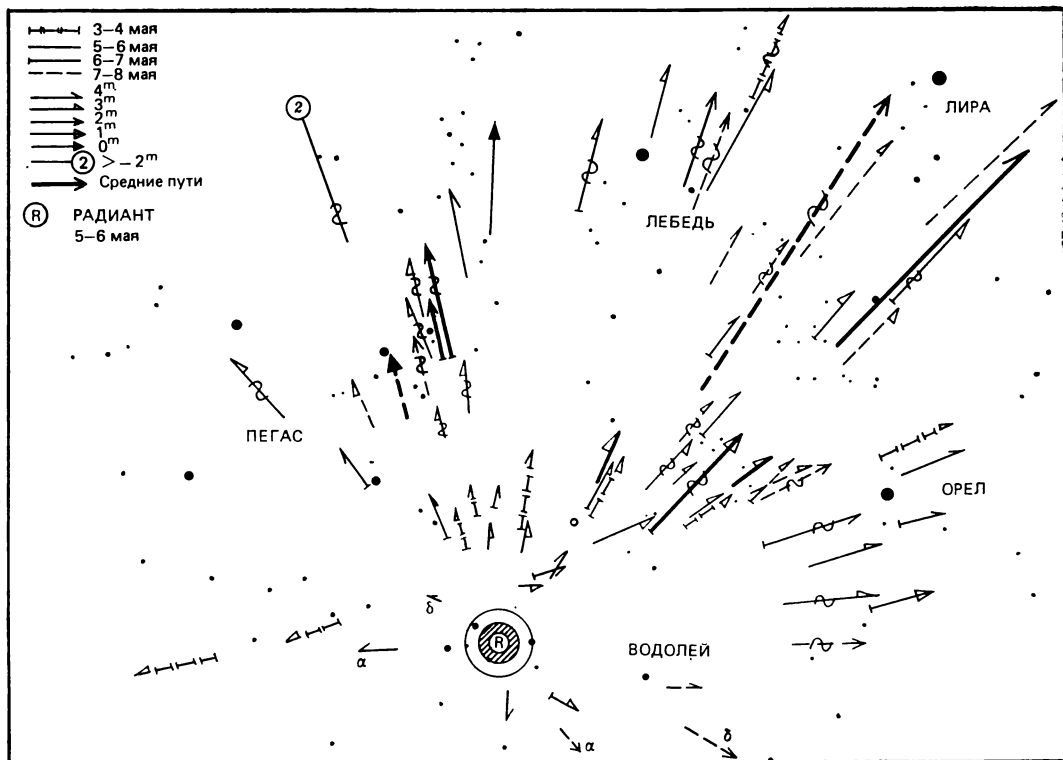 3–4 мая
5–6 мая
6–7 мая
7–8 мая
4m
3m
2m
1m
0m
2 > – 2m
Средние пути
R РАДИАНТ
5–6 мая
2
ЛИРА
ЛЕБЕДЬ
ПЕГАС
ОРЕЛ
δ
R
ВОДОЛЕЙ
α
δ
α